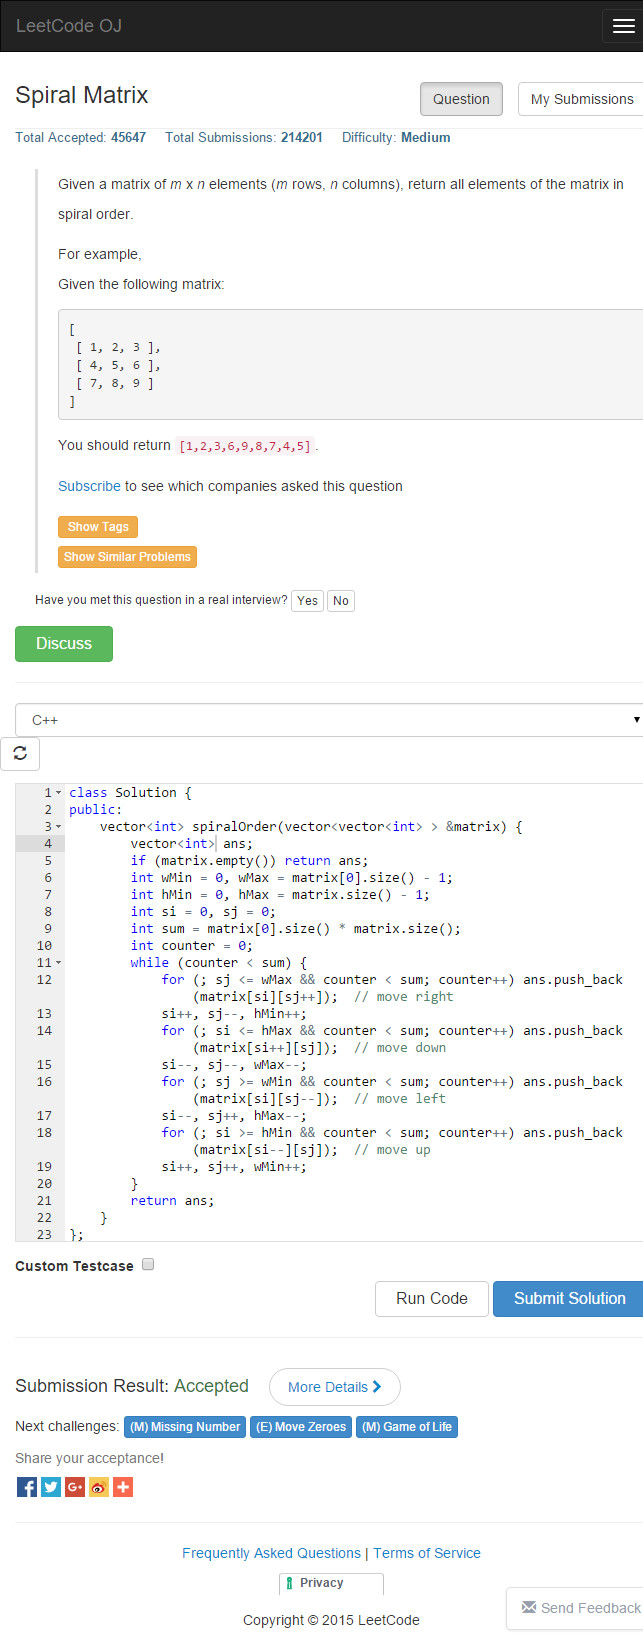 LeetCode OJ
Spiral Matrix
Question
My Submissions
Total Accepted: 45647 Total Submissions: 214201 Difficulty: Medium
Given a matrix of m x n elements (m rows, n columns), return all elements of the matrix in
spiral order.
For example,
Given the following matrix:
[
 [ 1, 2, 3 ],
 [ 4, 5, 6 ],
 [ 7, 8, 9 ]
]
You should return [1,2,3,6,9,8,7,4,5].
Subscribe to see which companies asked this question
Show Tags
Show Similar Problems
Have you met this question in a real interview? Yes No
Discuss
C++
1 class Solution {
2 public:
3     vector<int> spiralOrder(vector<vector<int> > &matrix) {
4         vector<int> ans;
5         if (matrix.empty()) return ans;
6         int wMin = 0, wMax = matrix[0].size() - 1;
7         int hMin = 0, hMax = matrix.size() - 1;
8         int si = 0, sj = 0;
9         int sum = matrix[0].size() * matrix.size();
10         int counter = 0;
11         while (counter < sum) {
12             for (; sj <= wMax && counter < sum; counter++) ans.push_back
                (matrix[si][sj++]);  // move right
13             si++, sj--, hMin++;
14             for (; si <= hMax && counter < sum; counter++) ans.push_back
                (matrix[si++][sj]);  // move down
15             si--, sj--, wMax--;
16             for (; sj >= wMin && counter < sum; counter++) ans.push_back
                (matrix[si][sj--]);  // move left
17             si--, sj++, hMax--;
18             for (; si >= hMin && counter < sum; counter++) ans.push_back
                (matrix[si--][sj]);  // move up
19             si++, sj++, wMin++;
20         }
21         return ans;
22     }
23 };
Custom Testcase
Run Code
Submit Solution
Submission Result: Accepted
More Details
Next challenges: (M) Missing Number (E) Move Zeroes (M) Game of Life
Share your acceptance!
Frequently Asked Questions | Terms of Service
Privacy
Send Feedback
Copyright © 2015 LeetCode